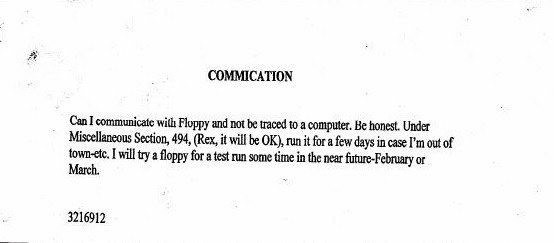 COMMICATION
Can I communicate with Floppy and not be traced to a computer. Be honest. Under
Miscellaneous Section, 494, (Rex, it will be OK), run it for a few days in case I'm out of
town-etc. I will try a floppy for a test run some time in the near future-February or
March.
3216912